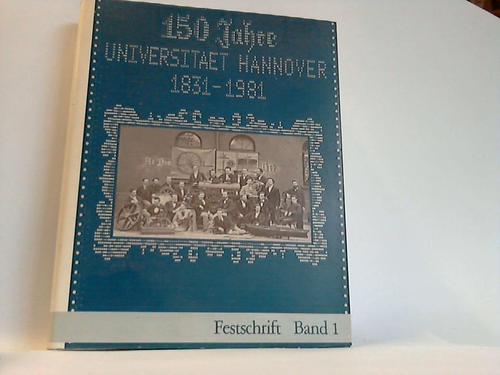 150 Jahre
UNIVERSITAET HANNOVER
1831-1981
Festschrift Band 1